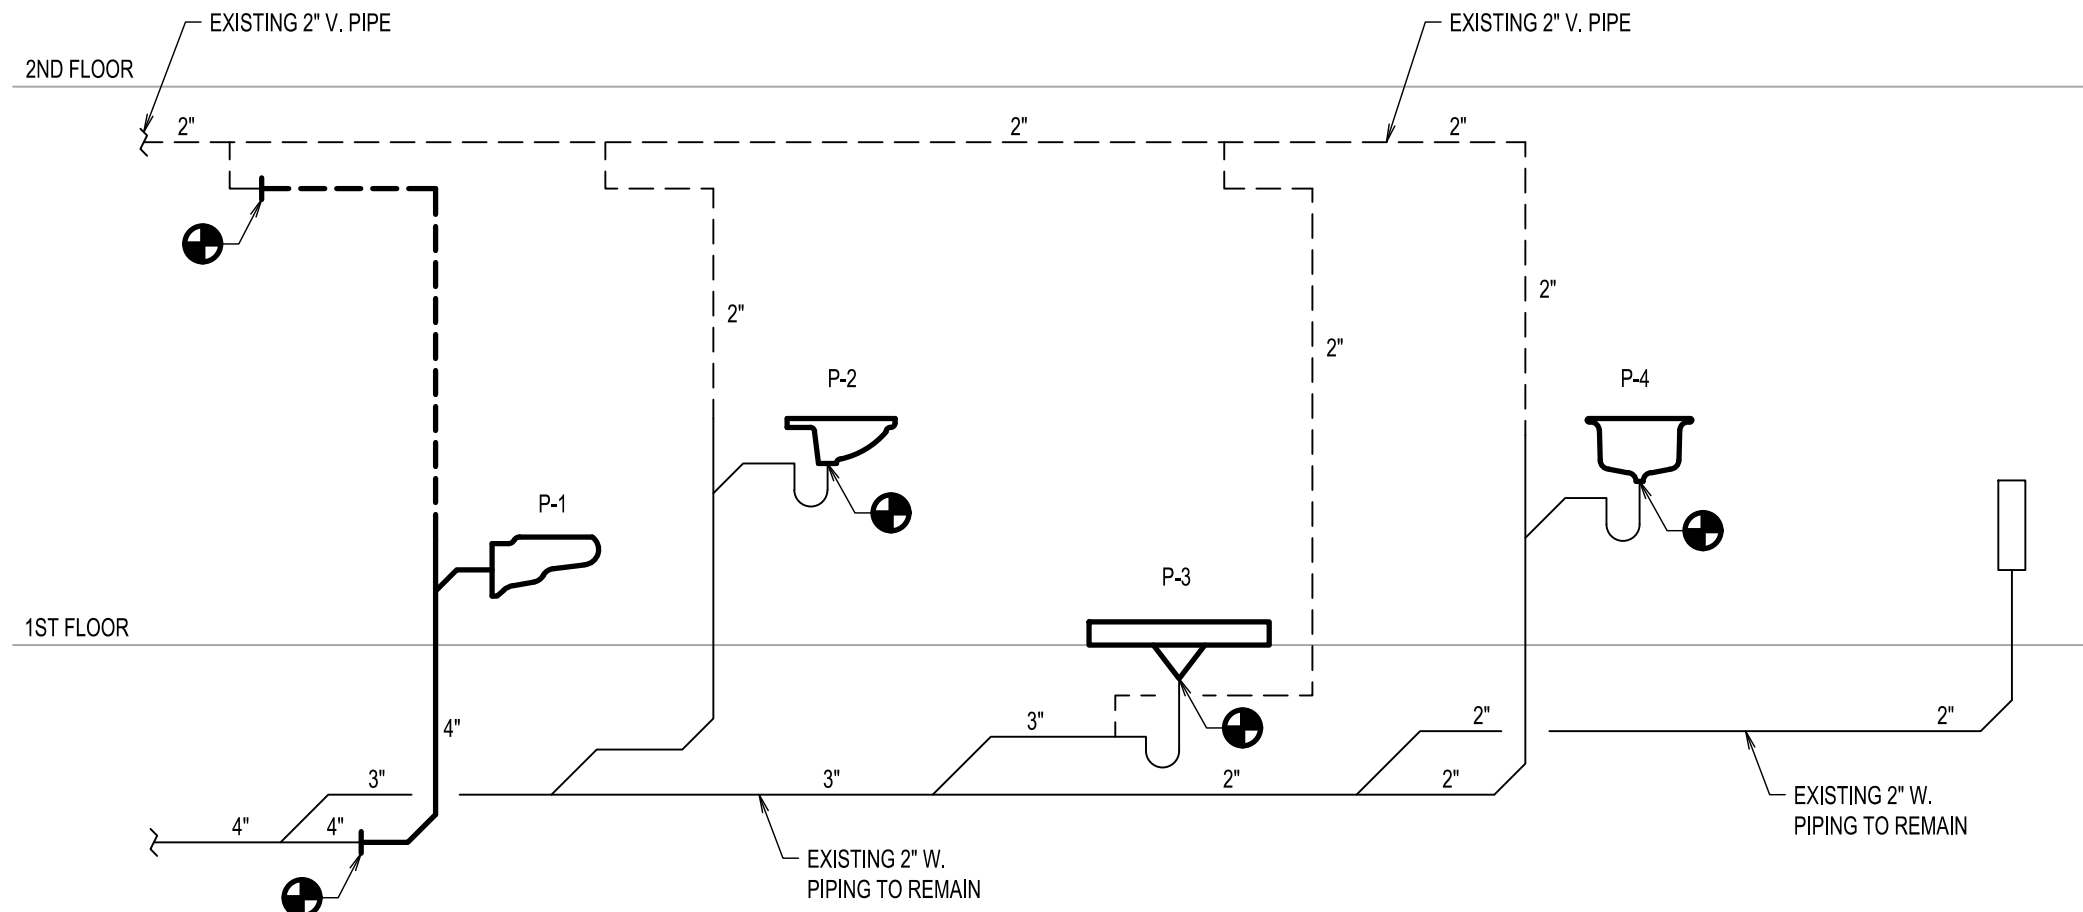 EXISTING 2" V. PIPE
EXISTING 2" V. PIPE
2ND FLOOR
2"
2"
2"
2"
2"
2"
P-2
P-4
P-1
P-3
1ST FLOOR
4"
3"
2"
2"
3"
3"
2"
2"
4"
4"
EXISTING 2" W.
PIPING TO REMAIN
EXISTING 2" W.
PIPING TO REMAIN